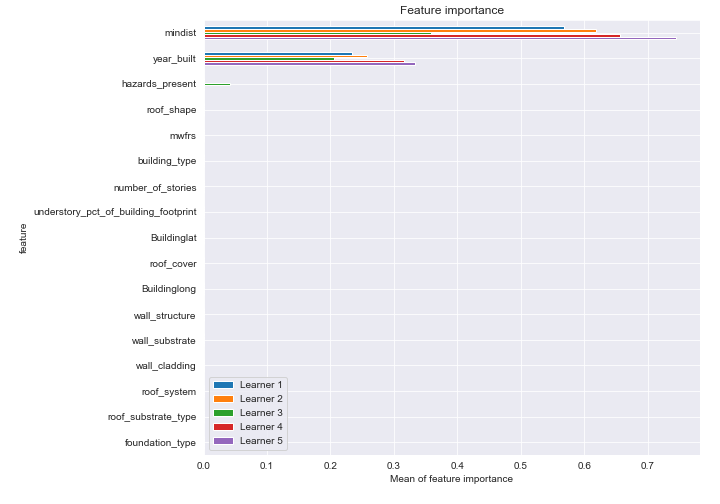 Feature importance
mindist
year_built
hazards_present
roof_shape
mwfrs
building_type
number_of_stories
understory_pct_of_building_footprint
Buildinglat
roof_cover
Buildinglong
wall_structure
wall_substrate
wall_cladding
roof_system
roof_substrate_type
foundation_type
feature
Learner 1
Learner 2
Learner 3
Learner 4
Learner 5
0.0 0.1 0.2 0.3 0.4 0.5 0.6 0.7
Mean of feature importance